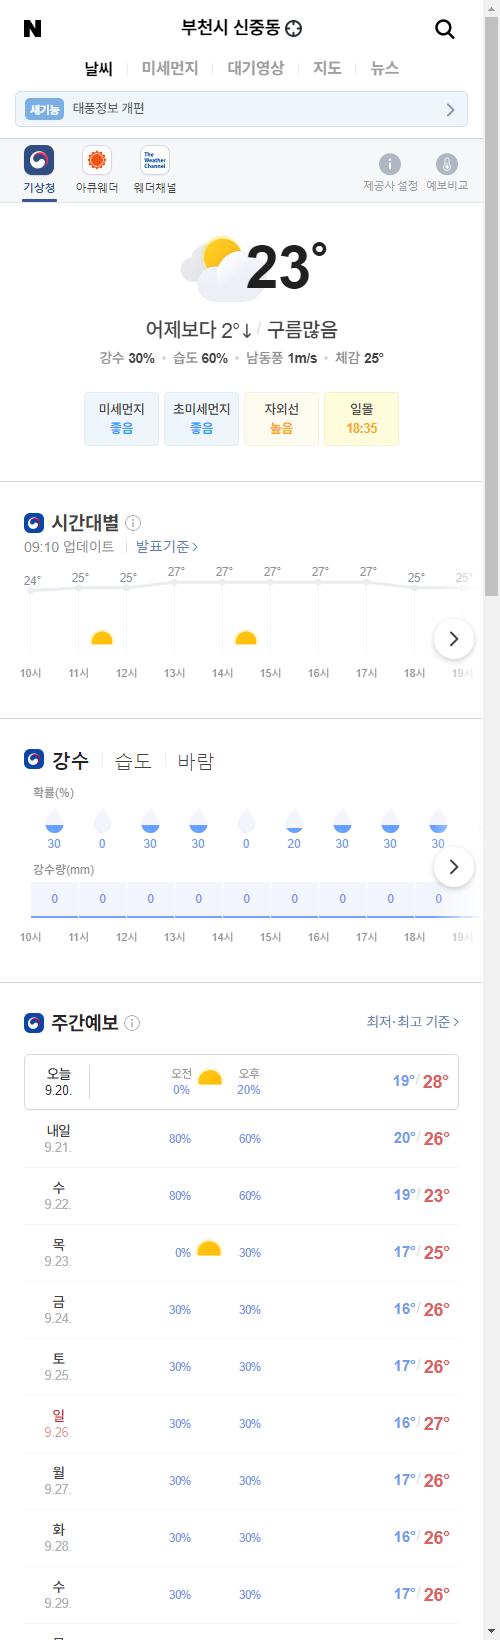 N
부천시 신중동
날씨 미세먼지 대기영상 지도 뉴스
새기능 태풍정보 개편
The Weather Channel
기상청 아큐웨더 웨더채널 제공사 설정 예보비교
23°
어제보다 2°↓ / 구름많음
강수 30% • 습도 60% • 남동풍 1m/s • 체감 25°
미세먼지 초미세먼지 자외선 일몰
좋음 좋음 높음 18:35
시간대별
09:10 업데이트 발표기준 >
24° 25° 25° 27° 27° 27° 27° 27° 25° 25°
10시 11시 12시 13시 14시 15시 16시 17시 18시 19시
강수 습도 바람
확률(%)
30 0 30 30 0 20 30 30 30
강수량(mm)
0 0 0 0 0 0 0 0 0
10시 11시 12시 13시 14시 15시 16시 17시 18시 19시
주간예보 최저·최고 기준 >
오늘 오전 오후
9.20. 0% 20% 19°/ 28°
내일
9.21. 80% 60% 20°/ 26°
수
9.22. 80% 60% 19°/ 23°
목
9.23. 0% 30% 17°/ 25°
금
9.24. 30% 30% 16°/ 26°
토
9.25. 30% 30% 17°/ 26°
일
9.26. 30% 30% 16°/ 27°
월
9.27. 30% 30% 17°/ 26°
화
9.28. 30% 30% 16°/ 26°
수
9.29. 30% 30% 17°/ 26°